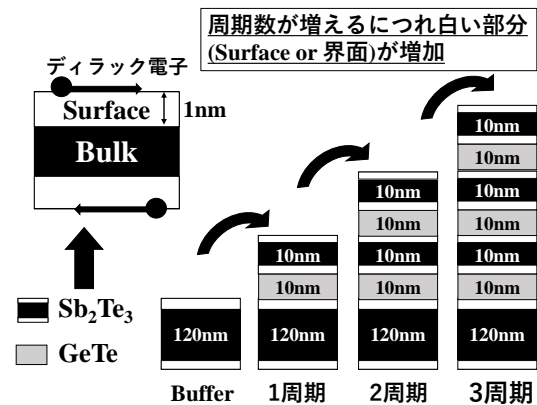 周期数が増えるにつれ白い部分
(Surface or 界面)が増加
ディラック電子
Surface
1nm
Bulk
Sb₂Te₃
GeTe
120nm
Buffer
10nm
10nm
120nm
1周期
10nm
10nm
10nm
10nm
120nm
2周期
10nm
10nm
10nm
10nm
10nm
10nm
120nm
3周期